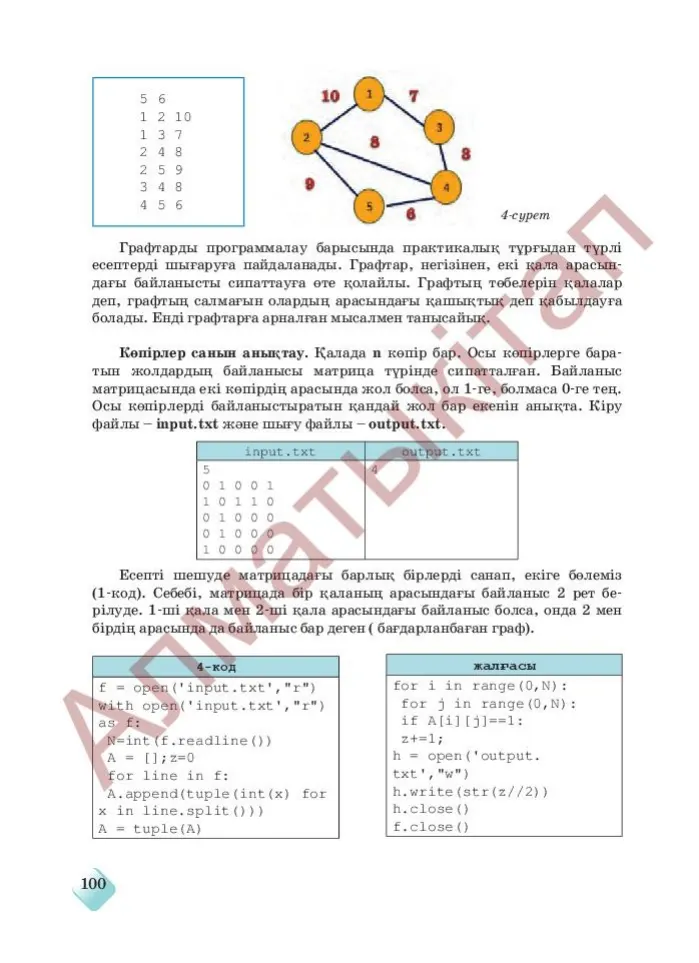 5 6
1 2 10
1 3 7
2 4 8
2 5 9
3 4 8
4 5 6
10
1
7
3
2
8
8
9
4
5
6
4-сурет
Графтарды программалау барысында практикалық тұрғыдан түрлі
есептерді шығаруға пайдаланады. Графтар, негізінен, екі қала арасын-
дағы байланысты сипаттауға өте қолайлы. Графтың төбелерін қалалар
деп, графтың салмағын олардың арасындағы қашықтық деп қабылдауға
болады. Енді графтарға арналған мысалмен танысайық.
Көпірлер санын анықтау. Қалада n көпір бар. Осы көпірлерге бара-
тын жолдардың байланысы матрица түрінде сипатталған. Байланыс
матрицасында екі көпірдің арасында жол болса, ол 1-ге, болмаса 0-ге тең.
Осы көпірлерді байланыстыратын қандай жол бар екенін анықта. Кіру
файлы – input.txt және шығу файлы – output.txt.
input.txt output.txt
5 4
0 1 0 0 1
1 0 1 1 0
0 1 0 0 0
0 1 0 0 0
1 0 0 0 0
Есепті шешуде матрицадағы барлық бірлерді санап, екіге бөлеміз
(1-код). Себебі, матрицада бір қаланың арасындағы байланыс 2 рет бе-
рілуде. 1-ші қала мен 2-ші қала арасындағы байланыс болса, онда 2 мен
бірдің арасында да байланыс бар деген ( бағдарланбаған граф).
4-код
f = open('input.txt',"r")
with open('input.txt',"r")
as f:
N=int(f.readline())
A = [];z=0
for line in f:
A.append(tuple(int(x) for
x in line.split()))
A = tuple(A)
жалғасы
for i in range(0,N):
for j in range(0,N):
if A[i][j]==1:
z+=1;
h = open('output.
txt',"w")
h.write(str(z//2))
h.close()
f.close()
100
Алматыкітап